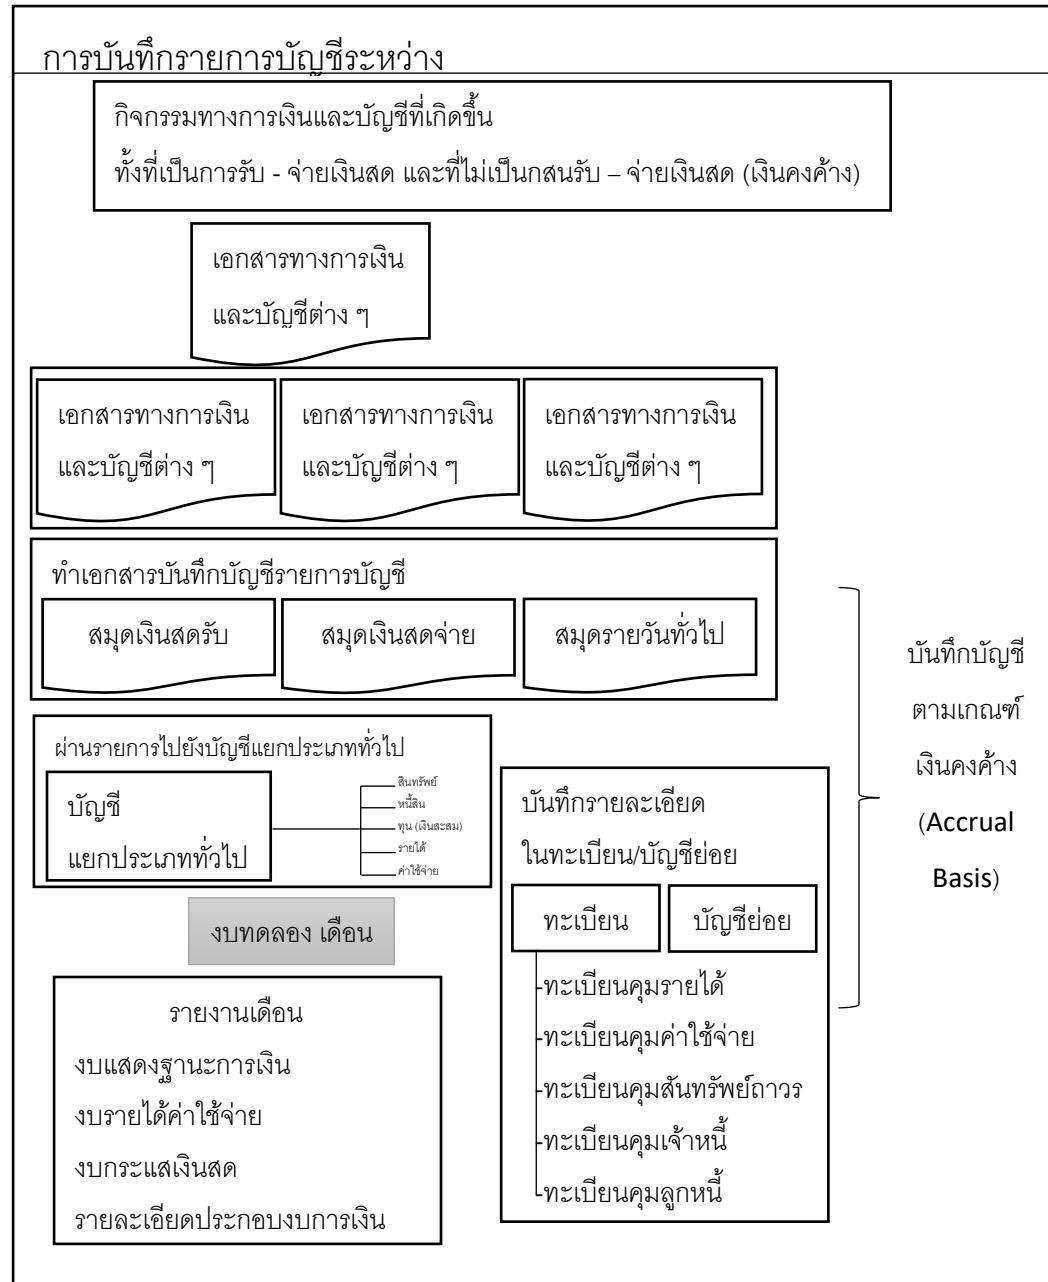 การบันทึกรายการบัญชีระหว่าง
กิจกรรมทางการเงินและบัญชีที่เกิดขึ้น
ทั้งที่เป็นการรับ - จ่ายเงินสด และที่ไม่เป็นกสนรับ – จ่ายเงินสด (เงินคงค้าง)
เอกสารทางการเงิน
และบัญชีต่าง ๆ
เอกสารทางการเงิน
และบัญชีต่าง ๆ
เอกสารทางการเงิน
และบัญชีต่าง ๆ
เอกสารทางการเงิน
และบัญชีต่าง ๆ
ทำเอกสารบันทึกบัญชีรายการบัญชี
สมุดเงินสดรับ
สมุดเงินสดจ่าย
สมุดรายวันทั่วไป
ผ่านรายการไปยังบัญชีแยกประเภททั่วไป
บัญชี
แยกประเภททั่วไป
สินทรัพย์
หนี้สิน
ทุน (เงินสะสม)
รายได้
ค่าใช้จ่าย
งบทดลอง เดือน
รายงานเดือน
งบแสดงฐานะการเงิน
งบรายได้ค่าใช้จ่าย
งบกระแสเงินสด
รายละเอียดประกอบงบการเงิน
บันทึกรายละเอียด
ในทะเบียน/บัญชีย่อย
ทะเบียน
บัญชีย่อย
-ทะเบียนคุมรายได้
-ทะเบียนคุมค่าใช้จ่าย
-ทะเบียนคุมสันทรัพย์ถาวร
-ทะเบียนคุมเจ้าหนี้
-ทะเบียนคุมลูกหนี้
บันทึกบัญชี
ตามเกณฑ์
เงินคงค้าง
(Accrual
Basis)